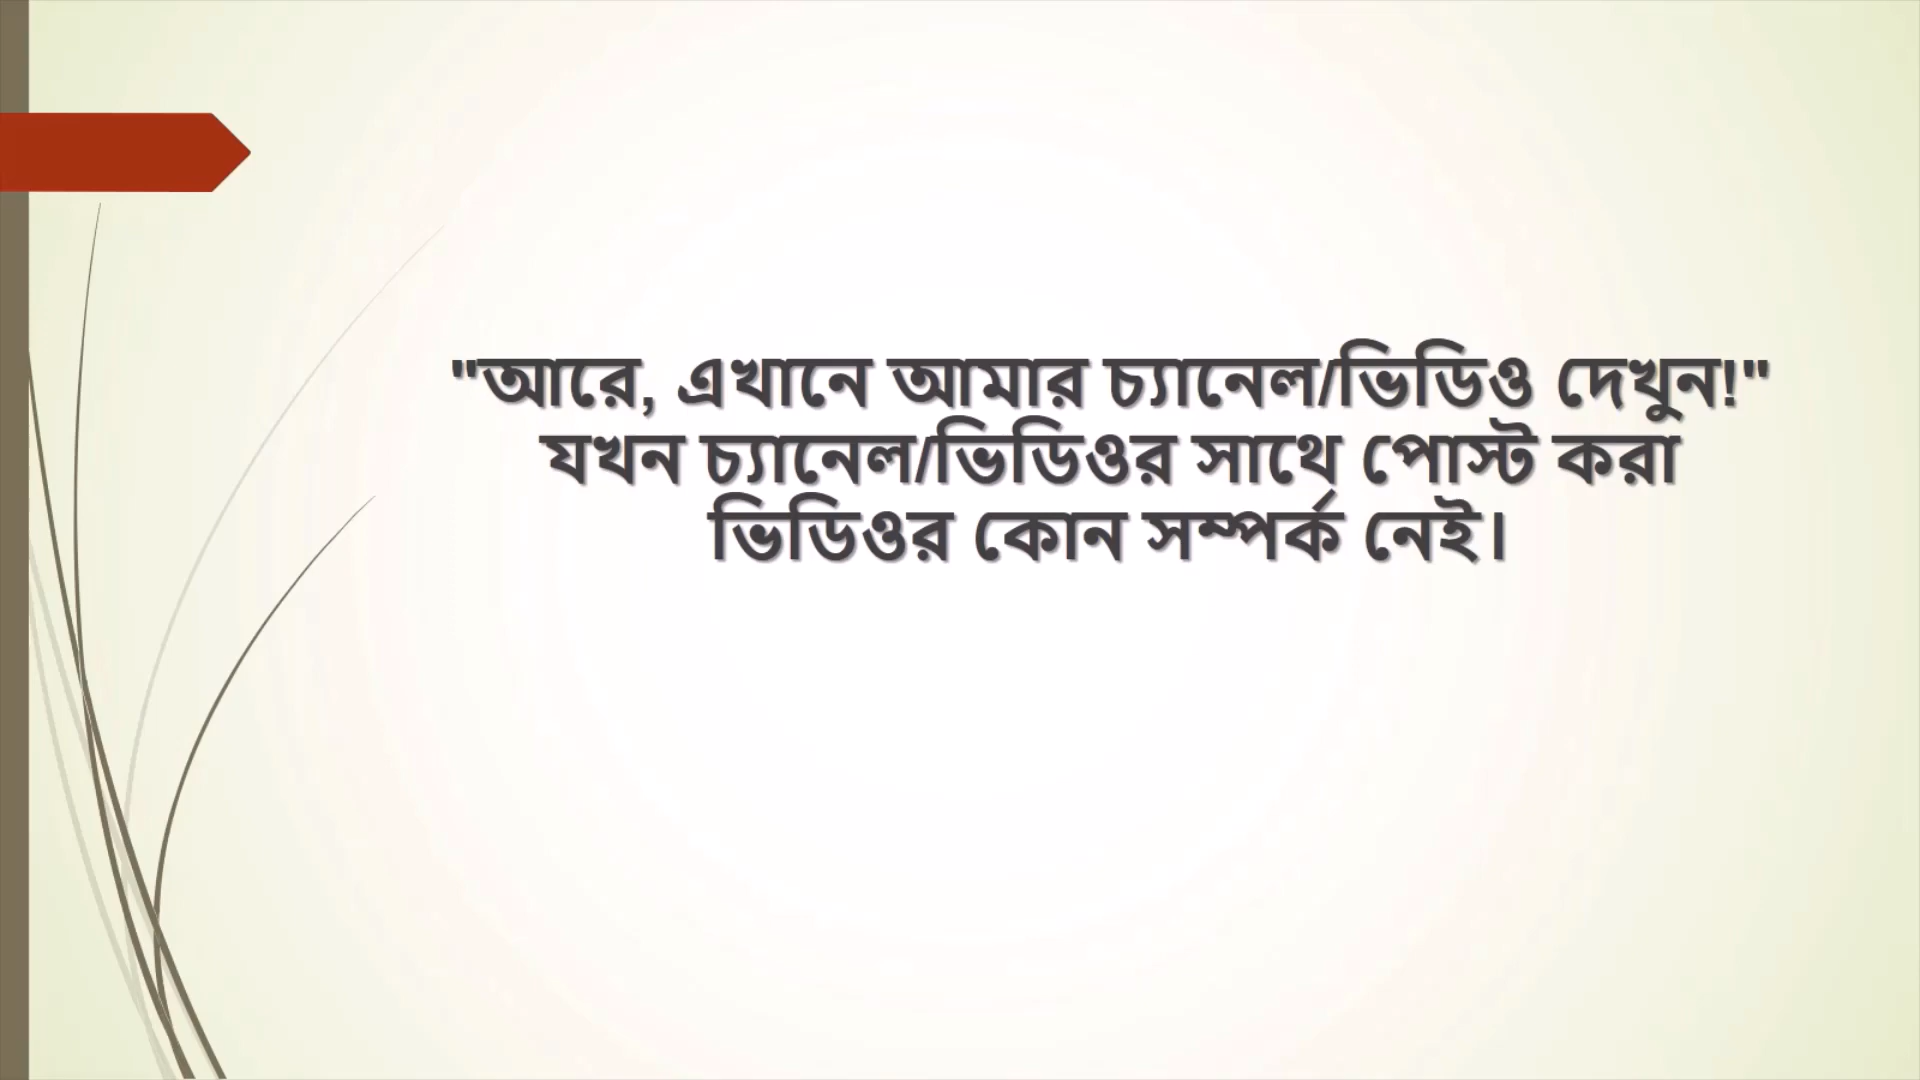 "আরে, এখানে আমার চ্যানেল/ভিডিও দেখুন!"
যখন চ্যানেল/ভিডিওর সাথে পোস্ট করা
ভিডিওর কোন সম্পর্ক নেই।